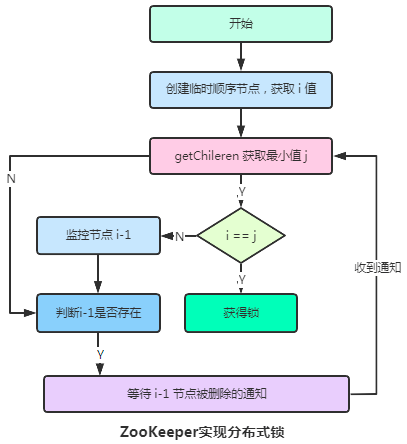 开始
创建临时顺序节点，获取 i 值
getChileren 获取最小值 j
N
Y
监控节点 i-1
N
i == j
收到通知
Y
判断i-1是否存在
获得锁
Y
等待 i-1 节点被删除的通知
ZooKeeper实现分布式锁